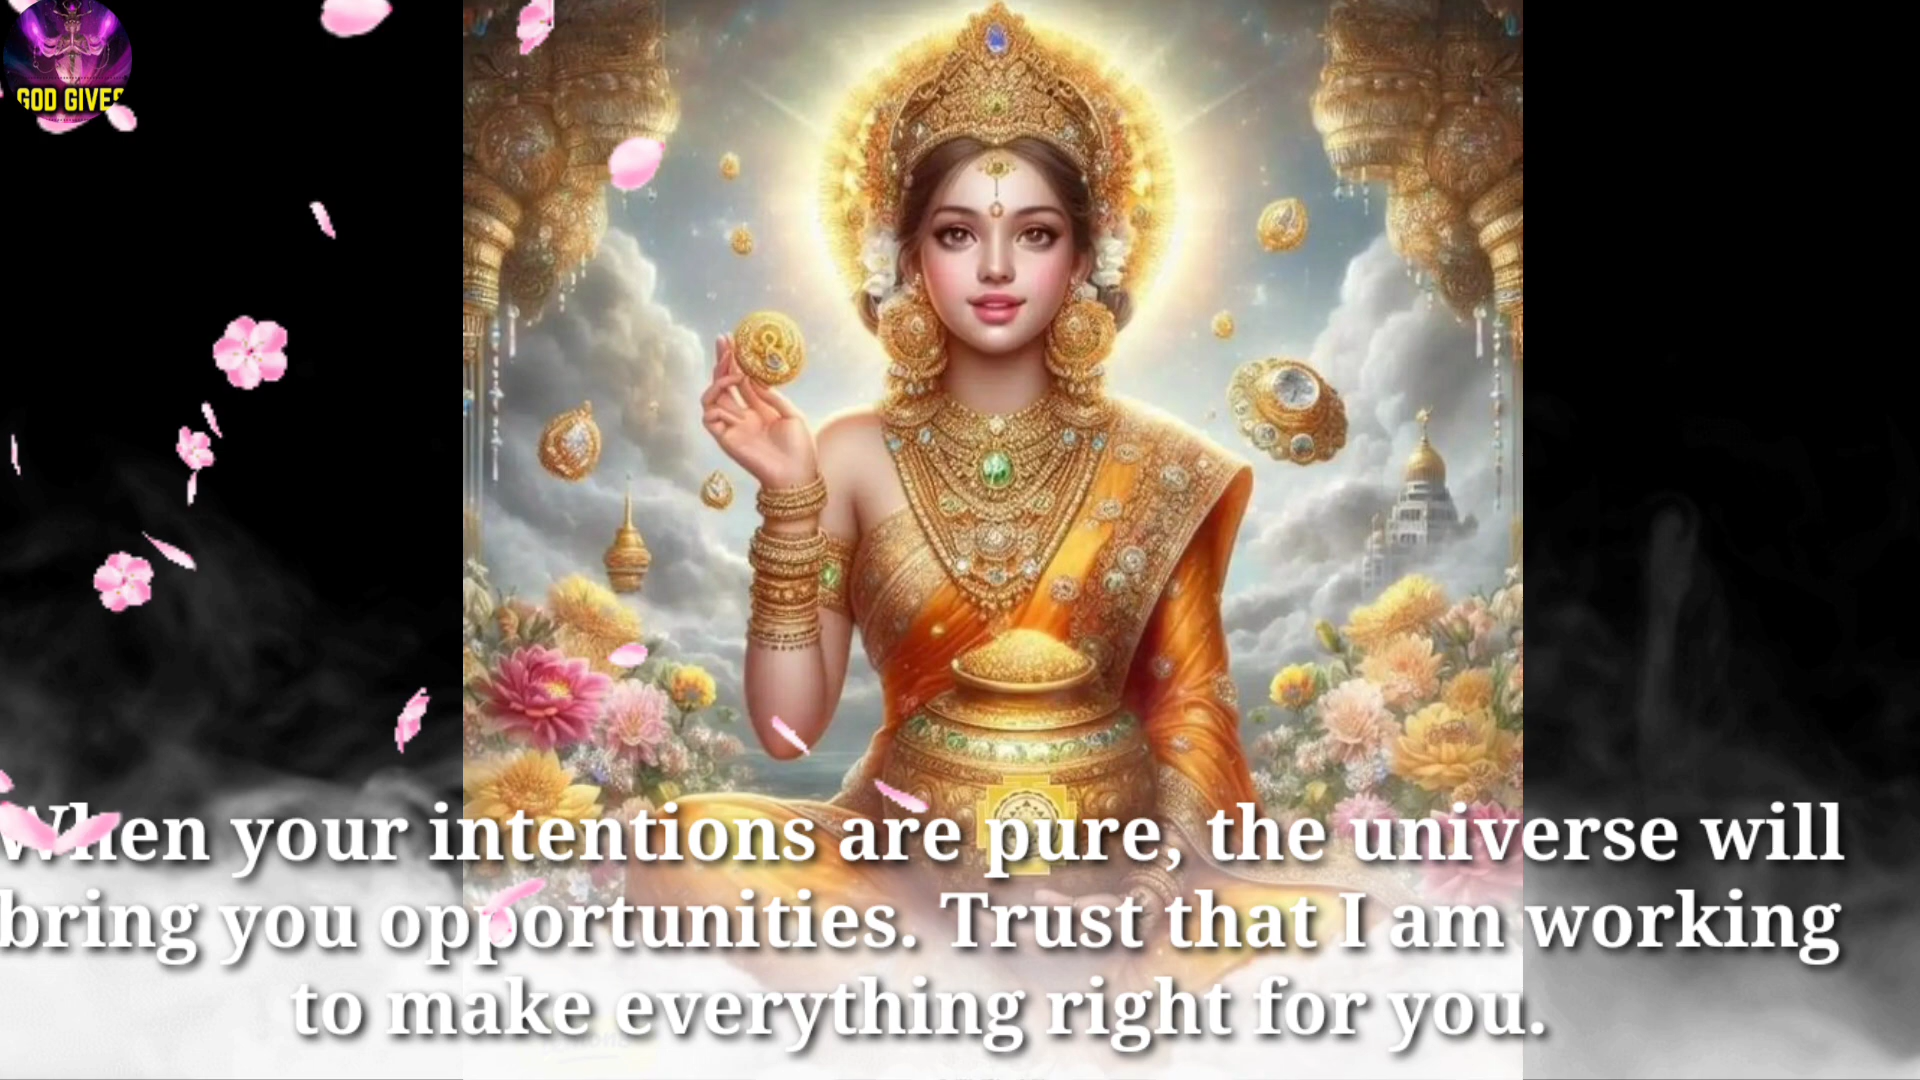 GOD GIVES
When your intentions are pure, the universe will
bring you opportunities. Trust that I am working
to make everything right for you.